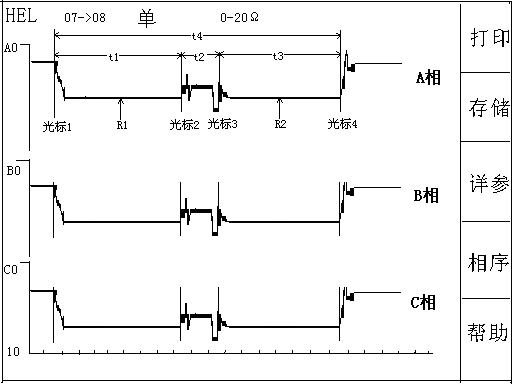 HEL 07->08 单 0-20Ω
打印
t4
A0
t1 t2 t3
A相
存储
光标1 R1 光标2 光标3 R2 光标4
B0
详参
B相
C0
相序
C相
帮助
10